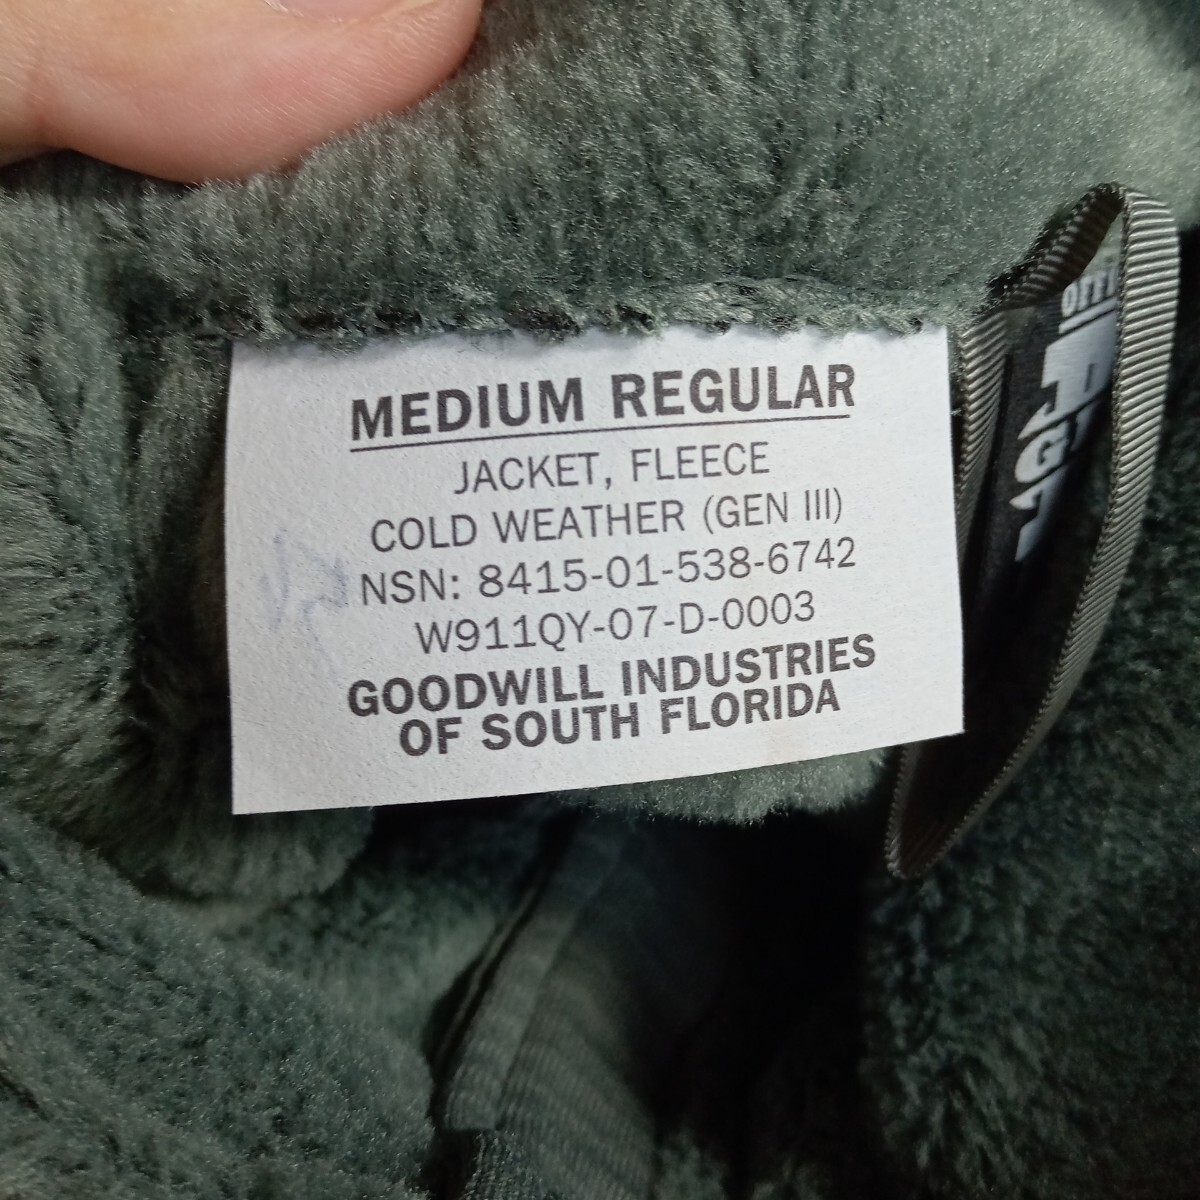 MEDIUM REGULAR
JACKET, FLEECE
COLD WEATHER (GEN III)
NSN: 8415-01-538-6742
W911QY-07-D-0003
GOODWILL INDUSTRIES
OF SOUTH FLORIDA